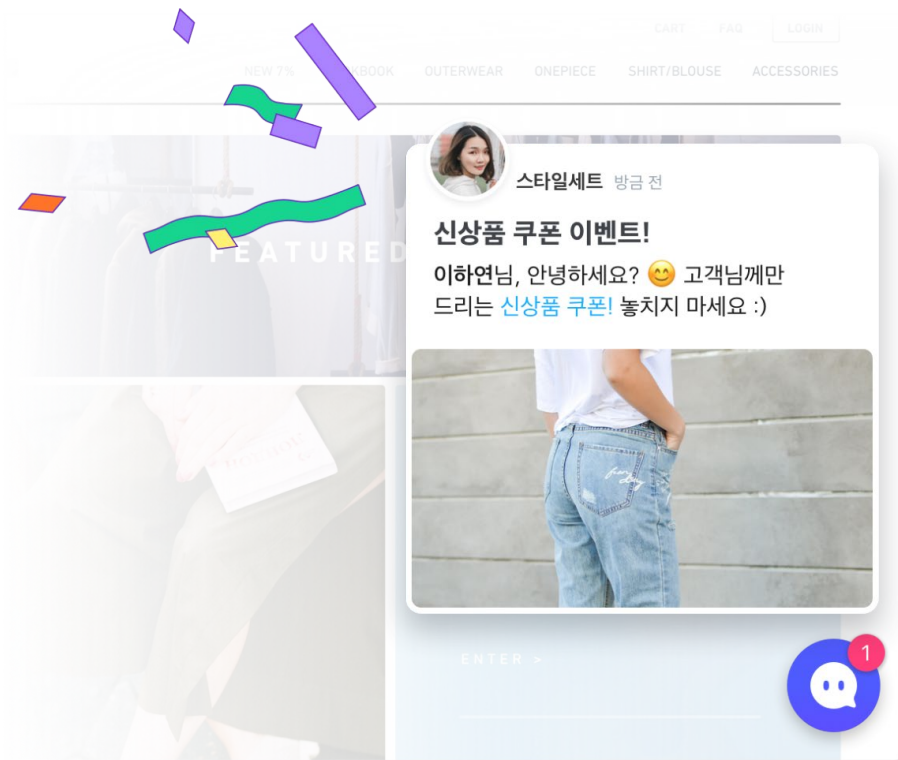 CART FAQ LOGIN
NEW 7% KBOOK OUTERWEAR ONEPIECE SHIRT/BLOUSE ACCESSORIES
FEATURED
스타일세트 방금 전
신상품 쿠폰 이벤트!
이하연님, 안녕하세요? 😊 고객님께만
드리는 신상품 쿠폰! 놓치지 마세요 :)
ENTER >
1